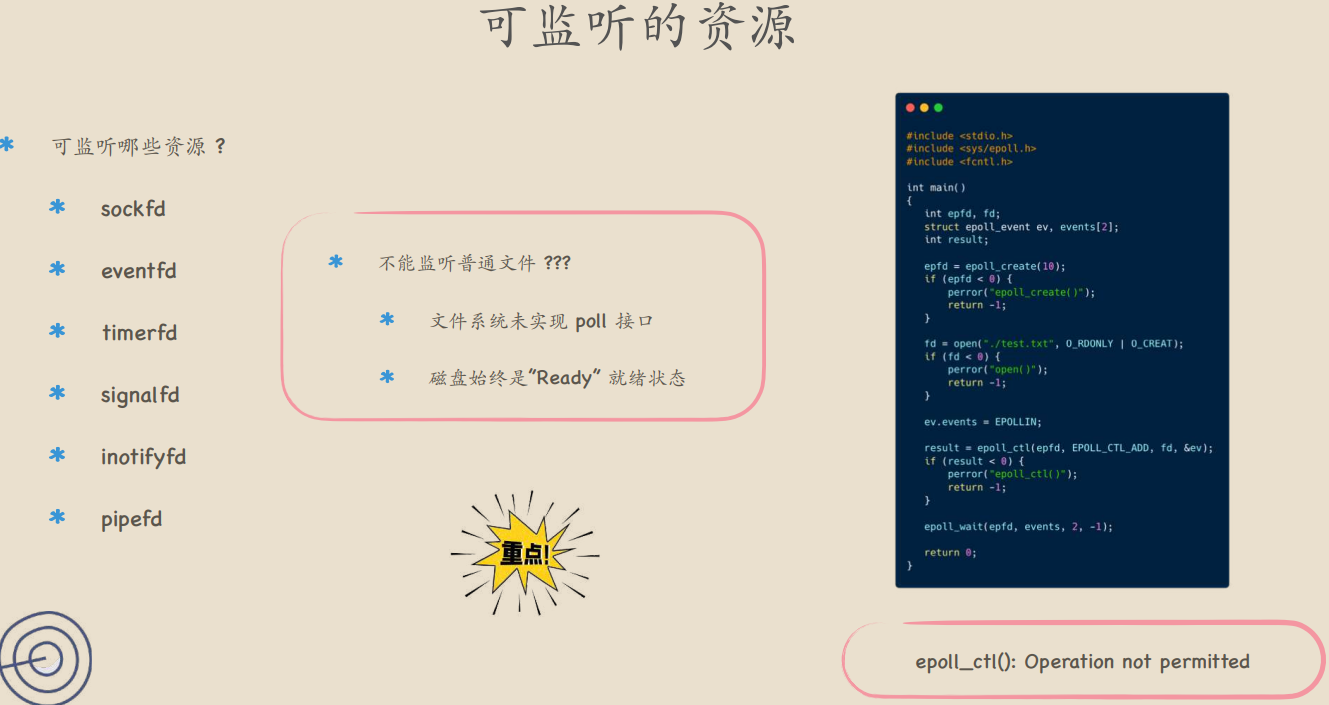 可监听的资源
* 可监听哪些资源 ?
* sockfd
* eventfd
* timerfd
* signalfd
* inotifyfd
* pipefd
* 不能监听普通文件 ???
* 文件系统未实现 poll 接口
* 磁盘始终是“Ready” 就绪状态
重点!
#include <stdio.h>
#include <sys/epoll.h>
#include <fcntl.h>
int main()
{
int epfd, fd;
struct epoll_event ev, events[2];
int result;
epfd = epoll_create(10);
if (epfd < 0) {
perror("epoll_create()");
return -1;
}
fd = open("./test.txt", O_RDONLY | O_CREAT);
if (fd < 0) {
perror("open()");
return -1;
}
ev.events = EPOLLIN;
result = epoll_ctl(epfd, EPOLL_CTL_ADD, fd, &ev);
if (result < 0) {
perror("epoll_ctl()");
return -1;
}
epoll_wait(epfd, events, 2, -1);
return 0;
}
epoll_ctl(): Operation not permitted